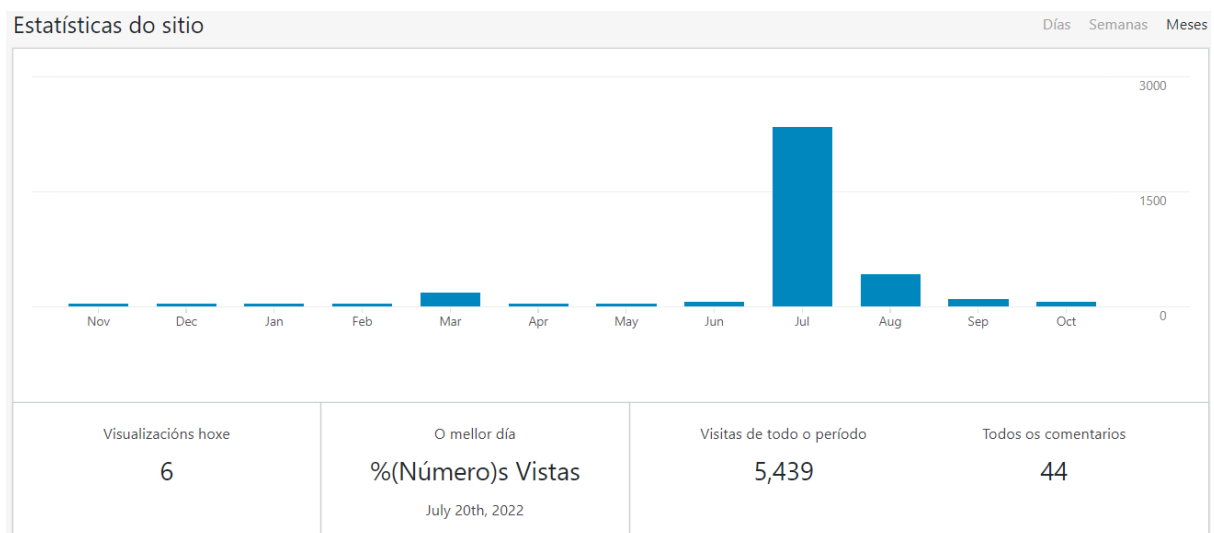 Estatísticas do sitio
Días Semanas Meses
3000
1500
0
Nov Dec Jan Feb Mar Apr May Jun Jul Aug Sep Oct
Visualizacións hoxe
6
O mellor día
%(Número)s Vistas
July 20th, 2022
Visitas de todo o período
5,439
Todos os comentarios
44